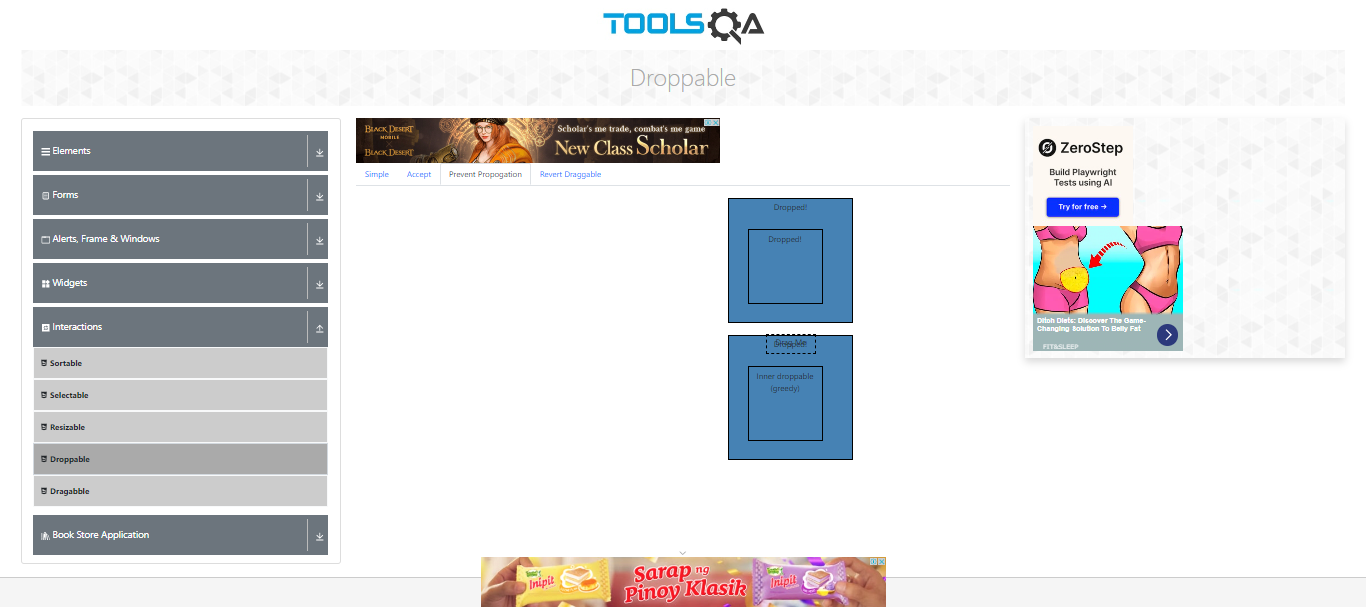 TOOLSQA
Droppable
Elements
Forms
Alerts, Frame & Windows
Widgets
Interactions
Sortable
Selectable
Resizable
Droppable
Dragabble
Book Store Application
BLACK DESERT
MOBILE
BLACK DESERT
Scholar's me trade, combat's me game
New Class Scholar
Simple
Accept
Prevent Propogation
Revert Draggable
Dropped!
Dropped!
Drag Me
Dropped!
Inner droppable
(greedy)
ZeroStep
Build Playwright
Tests using AI
Try for free →
Ditch Diets: Discover The Game-
Changing Solution To Belly Fat
FIT&SLEEP
Inipit
Sarap ng
Pinoy Klasik
Inipit